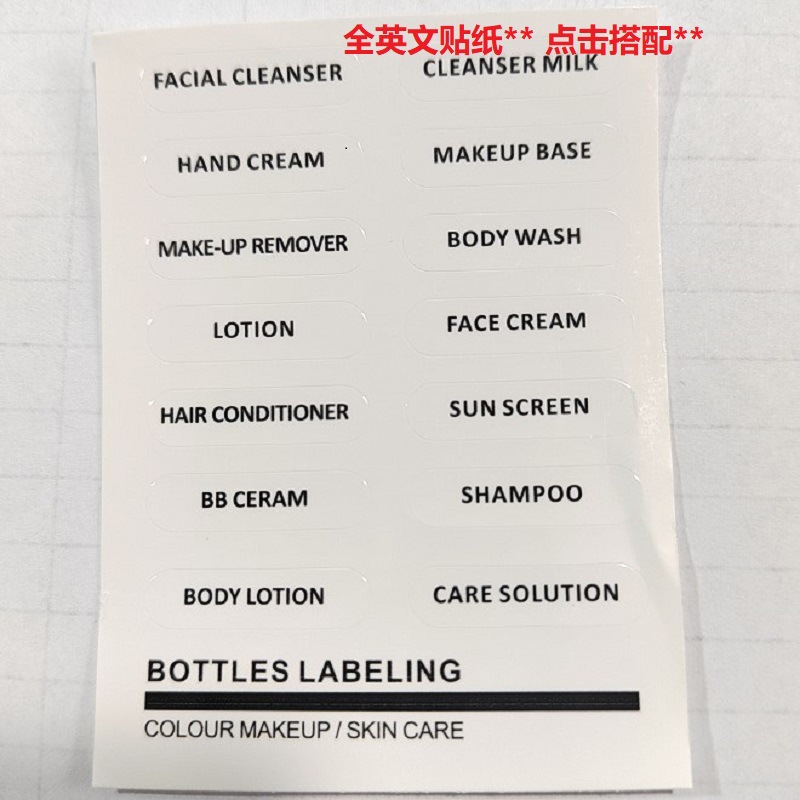 全英文贴纸** 点击搭配**
FACIAL CLEANSER
CLEANSER MILK
HAND CREAM
MAKEUP BASE
MAKE-UP REMOVER
BODY WASH
LOTION
FACE CREAM
HAIR CONDITIONER
SUN SCREEN
BB CERAM
SHAMPOO
BODY LOTION
CARE SOLUTION
BOTTLES LABELING
COLOUR MAKEUP / SKIN CARE